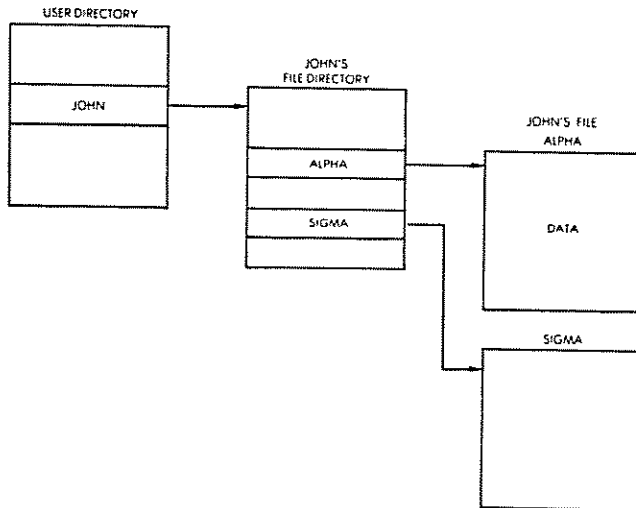 USER DIRECTORY
JOHN
JOHN'S
FILE DIRECTORY
ALPHA
SIGMA
JOHN'S FILE
ALPHA
DATA
SIGMA